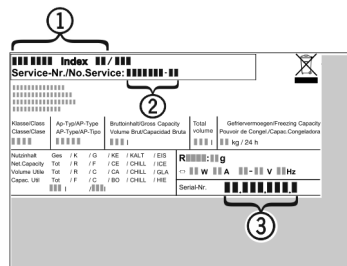 1
Index /
Service-Nr./No.Service: -
2
Klasse/Class Ap-Typ/AP-Type Bruttoinhalt/Gross Capacity Total Gefriervermoegen/Freezing Capacity
Classe/Clase AP-Type/AP-Tipo Volume Brut/Capacidad Bruta volume Pouvoir de Congel./Capac.Congeladora
l l kg / 24 h
Nutzinhalt Ges / K / G / KE / KALT / EIS
Net.Capacity Tot / R / F / CE / CHILL / ICE
Volume Utile Tot / R / C / CA / CHILL / GLA
Capac. Util Tot / F / C / BO / CHILL / HIE
l / l
R : g
W A - V Hz
Serial-Nr. . . .
3